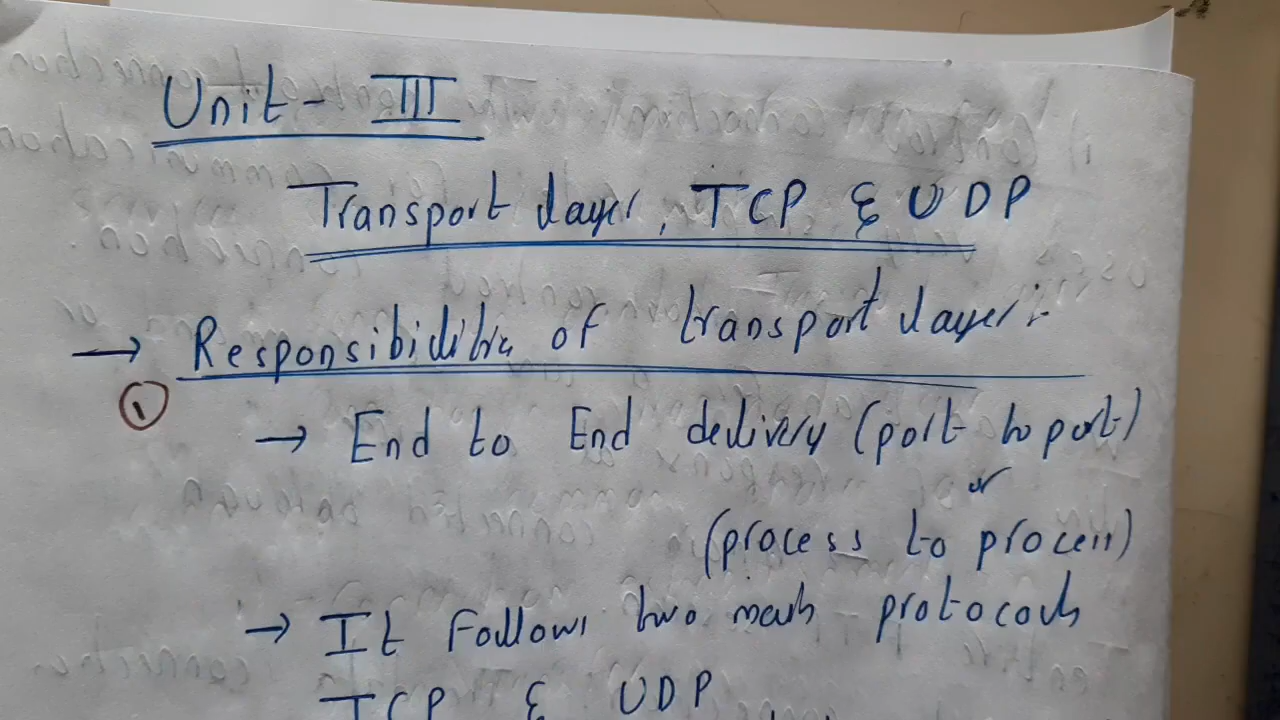 Unit - III
Transport layer, TCP & UDP
→ Responsibilities of transport layer :-
①
→ End to End delivery (port to port)
or
(process to process)
→ It follows two protocols
TCP & UDP